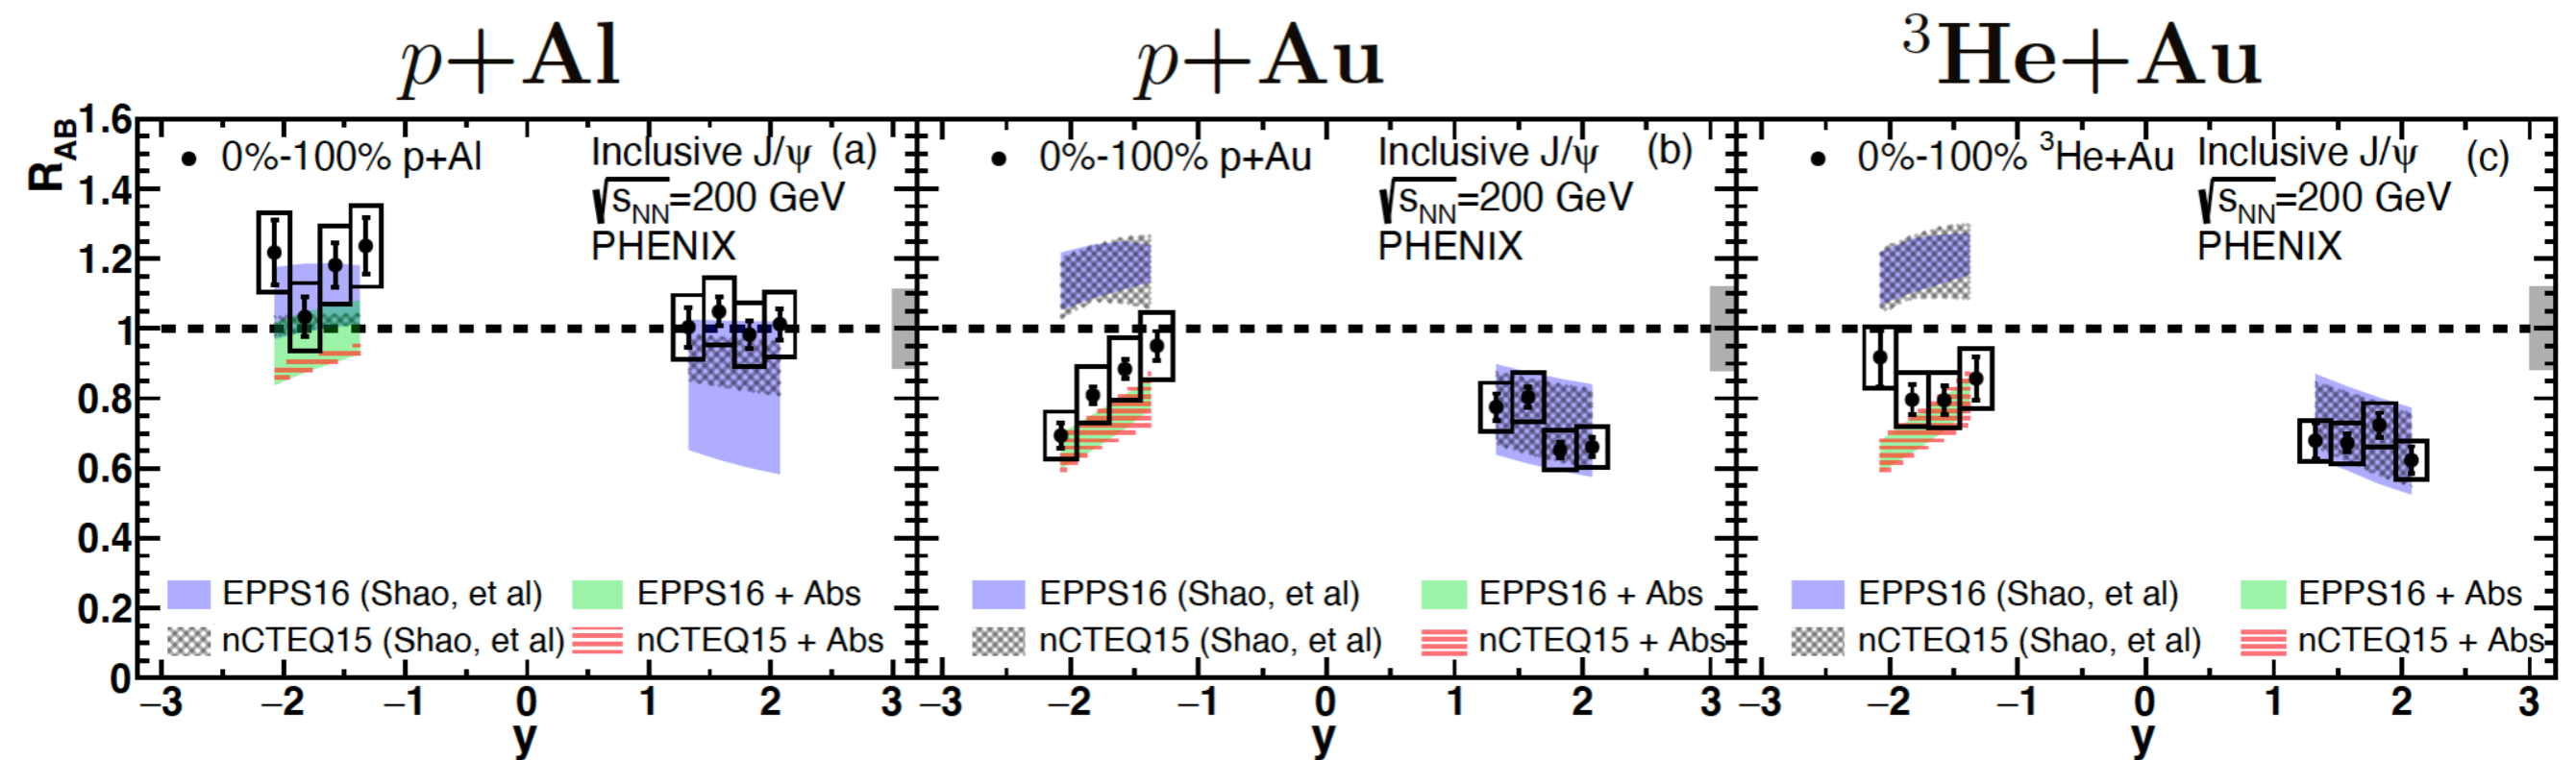 p+Al
p+Au
³He+Au
R_AB
1.6
1.4
1.2
1
0.8
0.6
0.4
0.2
0
0%-100% p+Al
Inclusive J/ψ (a)
√s_NN=200 GeV
PHENIX
EPPS16 (Shao, et al)
EPPS16 + Abs
nCTEQ15 (Shao, et al)
nCTEQ15 + Abs
−3 −2 −1 0 1 2 3
y
0%-100% p+Au
Inclusive J/ψ (b)
√s_NN=200 GeV
PHENIX
EPPS16 (Shao, et al)
EPPS16 + Abs
nCTEQ15 (Shao, et al)
nCTEQ15 + Abs
−3 −2 −1 0 1 2 3
y
0%-100% ³He+Au
Inclusive J/ψ (c)
√s_NN=200 GeV
PHENIX
EPPS16 (Shao, et al)
EPPS16 + Abs
nCTEQ15 (Shao, et al)
nCTEQ15 + Abs
−3 −2 −1 0 1 2 3
y